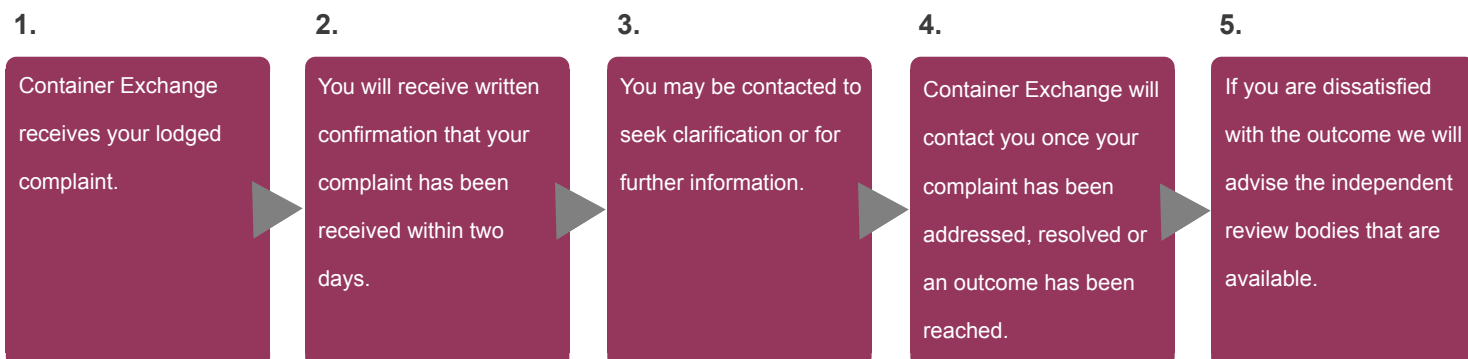 1.
Container Exchange
receives your lodged
complaint.
2.
You will receive written
confirmation that your
complaint has been
received within two
days.
3.
You may be contacted to
seek clarification or for
further information.
4.
Container Exchange will
contact you once your
complaint has been
addressed, resolved or
an outcome has been
reached.
5.
If you are dissatisfied
with the outcome we will
advise the independent
review bodies that are
available.